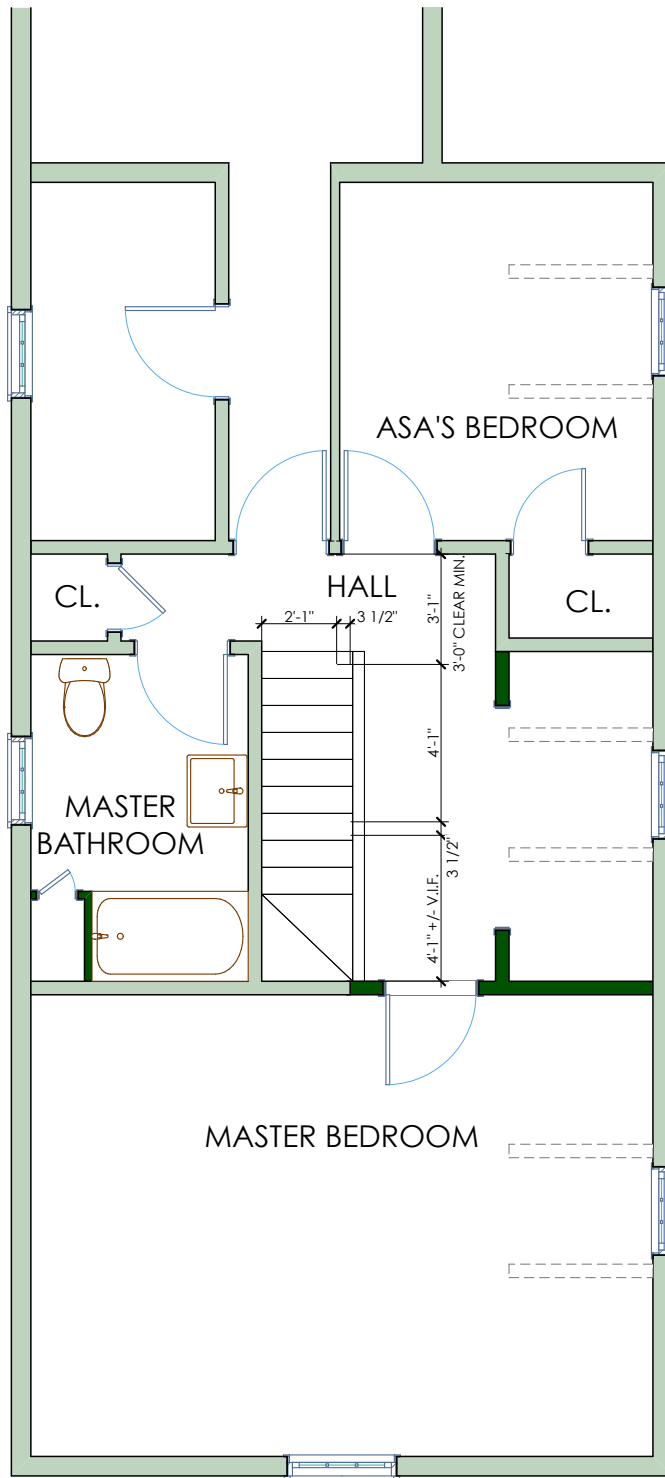 ASA'S BEDROOM
HALL
CL.
CL.
2'-1"
3 1/2"
3'-1"
3'-0" CLEAR MIN.
4'-1"
MASTER
BATHROOM
3 1/2"
4'-1" +/- V.I.F.
MASTER BEDROOM